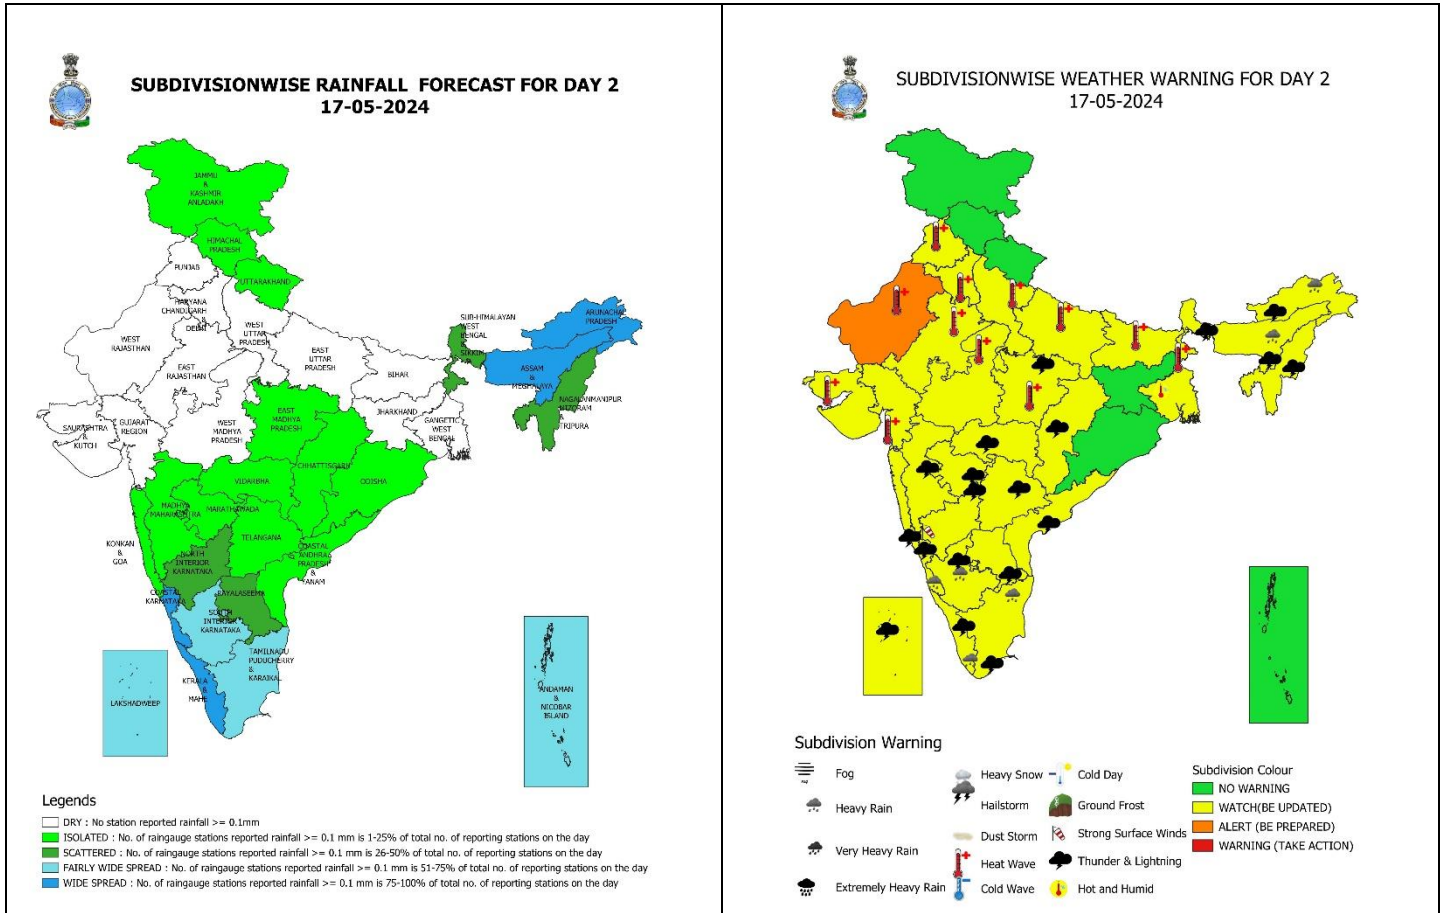 SUBDIVISIONWISE RAINFALL FORECAST FOR DAY 2
17-05-2024
JAMMU
&
KASHMIR
ANLADAKH
HIMACHAL
PRADESH
PUNJAB
UTTARAKHAND
HARYANA
CHANDIGARH
&
DELHI
WEST
UTTAR
PRADESH
WEST
RAJASTHAN
EAST
RAJASTHAN
EAST
UTTAR
PRADESH
BIHAR
SUB-HIMALAYAN
WEST
BENGAL
&
SIKKIM
ARUNACHAL
PRADESH
ASSAM
&
MEGHALAYA
NAGALANMANIPUR
MIZORAM
&
TRIPURA
JHARKHAND
GANGETIC
WEST
BENGAL
SAURASHTRA
&
KUTCH
GUJARAT
REGION
WEST
MADHYA
PRADESH
EAST
MADHYA
PRADESH
CHHATTISGARH
ODISHA
VIDARBHA
MADHYA
MAHARASHTRA
MARATHAWADA
TELANGANA
KONKAN
&
GOA
NORTH
INTERIOR
KARNATAKA
COASTAL
ANDHRA
PRADESH
&
YANAM
COASTAL
KARNATAKA
RAYALASEEMA
SOUTH
INTERIOR
KARNATAKA
TAMILNADU
PUDUCHERRY
&
KARAIKAL
KERALA
&
MAHE
LAKSHADWEEP
ANDAMAN
&
NICOBAR
ISLAND
Legends
DRY : No station reported rainfall >= 0.1mm
ISOLATED : No. of raingauge stations reported rainfall >= 0.1 mm is 1-25% of total no. of reporting stations on the day
SCATTERED : No. of raingauge stations reported rainfall >= 0.1 mm is 26-50% of total no. of reporting stations on the day
FAIRLY WIDE SPREAD : No. of raingauge stations reported rainfall >= 0.1 mm is 51-75% of total no. of reporting stations on the day
WIDE SPREAD : No. of raingauge stations reported rainfall >= 0.1 mm is 75-100% of total no. of reporting stations on the day
SUBDIVISIONWISE WEATHER WARNING FOR DAY 2
17-05-2024
Subdivision Warning
Fog
Heavy Rain
Very Heavy Rain
Extremely Heavy Rain
Heavy Snow
Hailstorm
Dust Storm
Heat Wave
Cold Wave
Cold Day
Ground Frost
Strong Surface Winds
Thunder & Lightning
Hot and Humid
Subdivision Colour
NO WARNING
WATCH(BE UPDATED)
ALERT (BE PREPARED)
WARNING (TAKE ACTION)